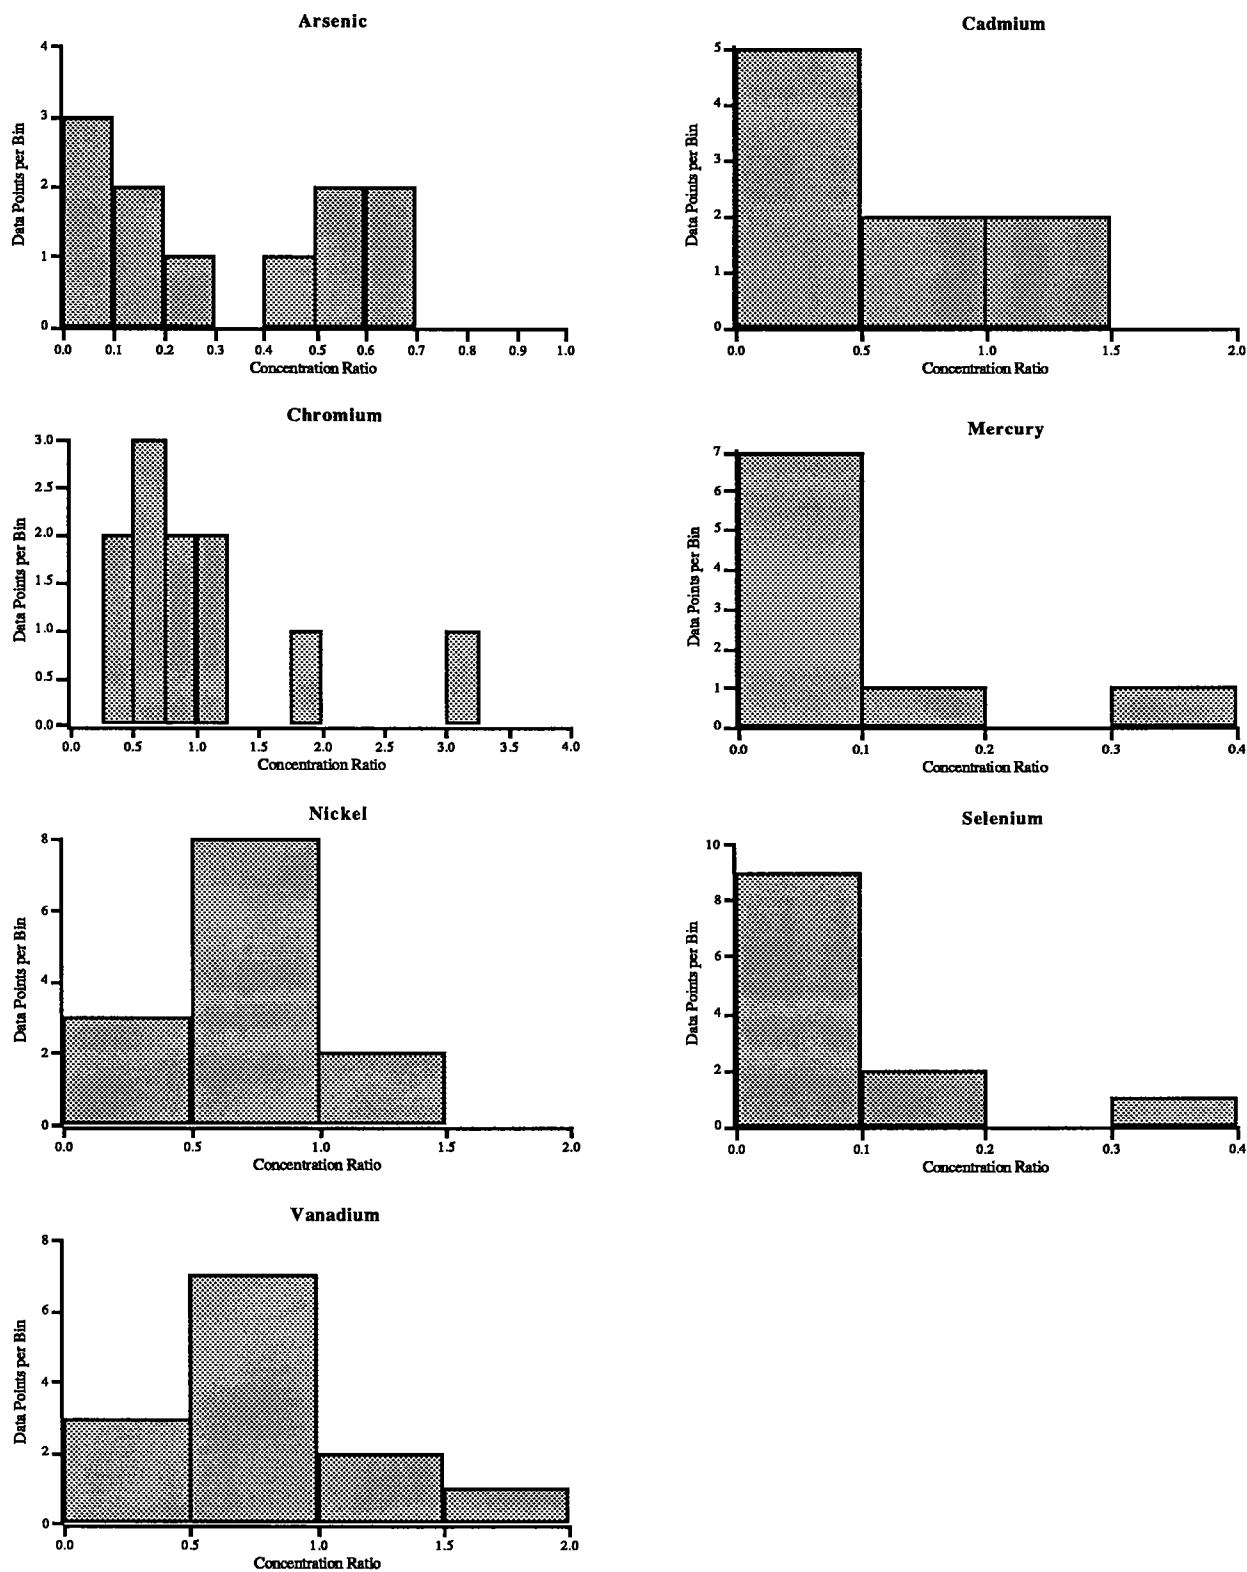 Arsenic
4
3
2
1
0
Data Points per Bin
0.0 0.1 0.2 0.3 0.4 0.5 0.6 0.7 0.8 0.9 1.0
Concentration Ratio
Cadmium
5
4
3
2
1
0
Data Points per Bin
0.0 0.5 1.0 1.5 2.0
Concentration Ratio
Chromium
3.0
2.5
2.0
1.5
1.0
0.5
0.0
Data Points per Bin
0.0 0.5 1.0 1.5 2.0 2.5 3.0 3.5 4.0
Concentration Ratio
Mercury
7
6
5
4
3
2
1
0
Data Points per Bin
0.0 0.1 0.2 0.3 0.4
Concentration Ratio
Nickel
8
6
4
2
0
Data Points per Bin
0.0 0.5 1.0 1.5 2.0
Concentration Ratio
Selenium
10
8
6
4
2
0
Data Points per Bin
0.0 0.1 0.2 0.3 0.4
Concentration Ratio
Vanadium
8
6
4
2
0
Data Points per Bin
0.0 0.5 1.0 1.5 2.0
Concentration Ratio